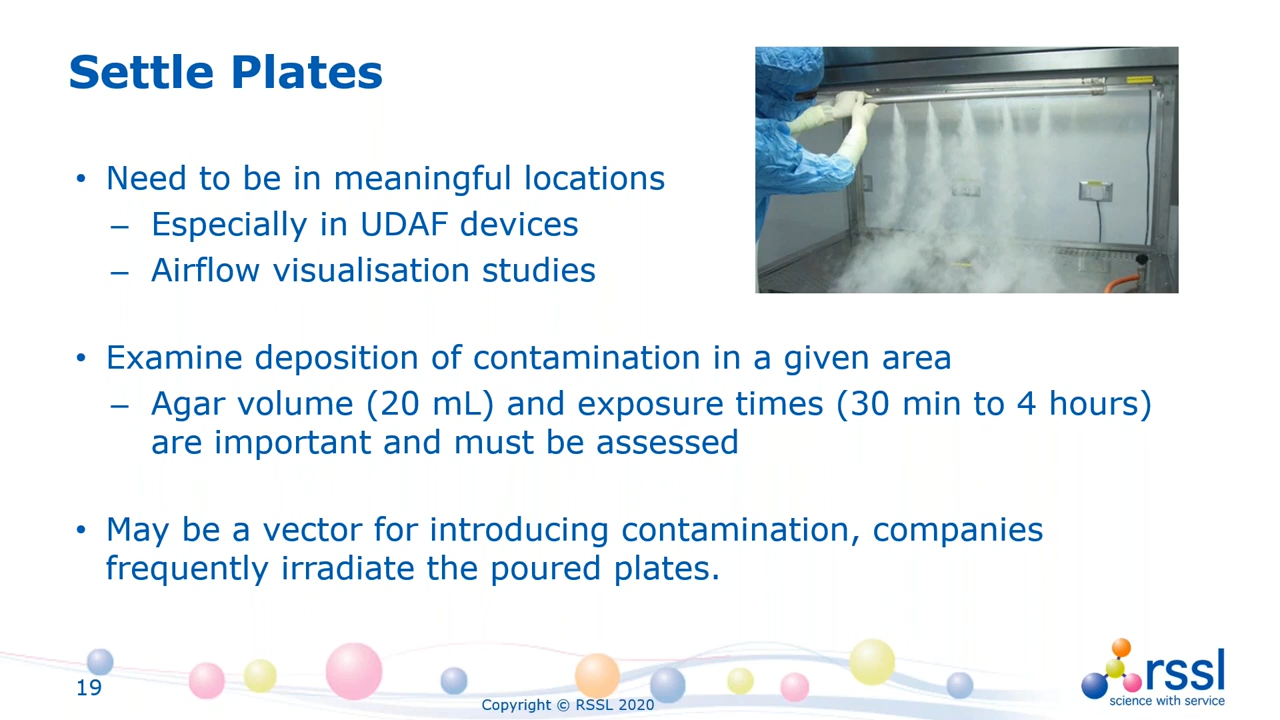 Settle Plates
• Need to be in meaningful locations
– Especially in UDAF devices
– Airflow visualisation studies
• Examine deposition of contamination in a given area
– Agar volume (20 mL) and exposure times (30 min to 4 hours)
are important and must be assessed
• May be a vector for introducing contamination, companies
frequently irradiate the poured plates.
19
Copyright © RSSL 2020
rssl
science with service